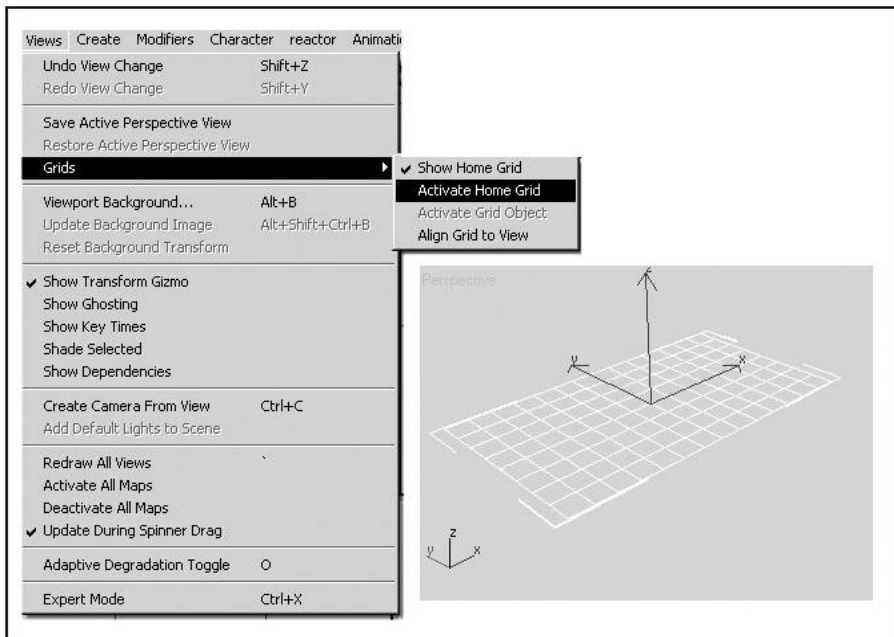 Views Create Modifiers Character reactor Animati
Undo View Change Shift+Z
Redo View Change Shift+Y
Save Active Perspective View
Restore Active Perspective View
Grids
Show Home Grid
Activate Home Grid
Activate Grid Object
Align Grid to View
Viewport Background... Alt+B
Update Background Image Alt+Shift+Ctrl+B
Reset Background Transform
Show Transform Gizmo
Show Ghosting
Show Key Times
Shade Selected
Show Dependencies
Create Camera From View Ctrl+C
Add Default Lights to Scene
Redraw All Views `
Activate All Maps
Deactivate All Maps
Update During Spinner Drag
Adaptive Degradation Toggle O
Expert Mode Ctrl+X
Perspective
z
y x
z
y x